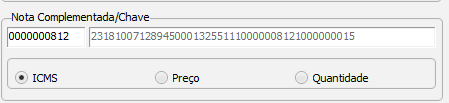 Nota Complementada/Chave
0000000812 23181007128945000132551110000008121000000015
ICMS Preço Quantidade